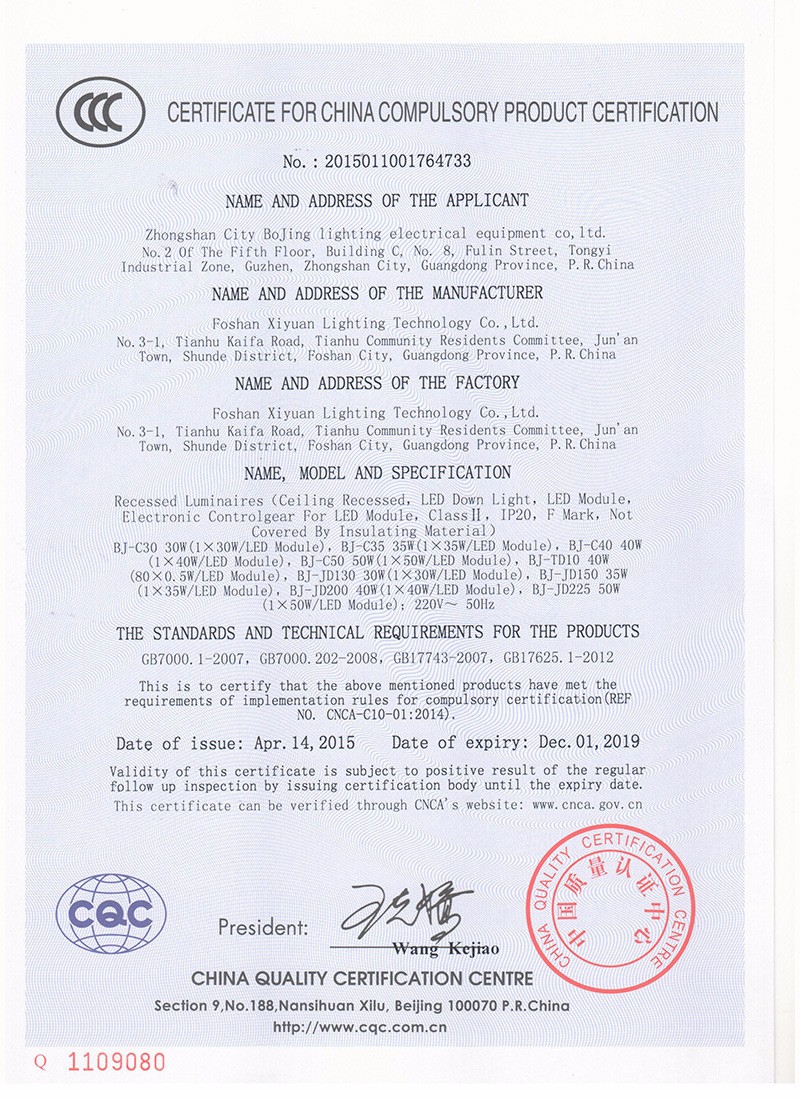 CCC
CERTIFICATE FOR CHINA COMPULSORY PRODUCT CERTIFICATION
No. : 2015011001764733
NAME AND ADDRESS OF THE APPLICANT
Zhongshan City BoJing lighting electrical equipment co, ltd.
No. 2 Of The Fifth Floor, Building C, No. 8, Fulin Street, Tongyi
Industrial Zone, Guzhen, Zhongshan City, Guangdong Province, P. R. China
NAME AND ADDRESS OF THE MANUFACTURER
Foshan Xiyuan Lighting Technology Co., Ltd.
No. 3-1, Tianhu Kaifa Road, Tianhu Community Residents Committee, Jun'an
Town, Shunde District, Foshan City, Guangdong Province, P. R. China
NAME AND ADDRESS OF THE FACTORY
Foshan Xiyuan Lighting Technology Co., Ltd.
No. 3-1, Tianhu Kaifa Road, Tianhu Community Residents Committee, Jun'an
Town, Shunde District, Foshan City, Guangdong Province, P. R. China
NAME, MODEL AND SPECIFICATION
Recessed Luminaires (Ceiling Recessed, LED Down Light, LED Module,
Electronic Controlgear For LED Module, ClassⅡ, IP20, F Mark, Not
Covered By Insulating Material)
BJ-C30 30W(1×30W/LED Module), BJ-C35 35W(1×35W/LED Module), BJ-C40 40W
(1×40W/LED Module), BJ-C50 50W(1×50W/LED Module), BJ-TD10 40W
(80×0.5W/LED Module), BJ-JD130 30W(1×30W/LED Module), BJ-JD150 35W
(1×35W/LED Module), BJ-JD200 40W(1×40W/LED Module), BJ-JD225 50W
(1×50W/LED Module); 220V~ 50Hz
THE STANDARDS AND TECHNICAL REQUIREMENTS FOR THE PRODUCTS
GB7000.1-2007, GB7000.202-2008, GB17743-2007, GB17625.1-2012
This is to certify that the above mentioned products have met the
requirements of implementation rules for compulsory certification(REF
NO. CNCA-C10-01:2014).
Date of issue: Apr. 14, 2015 Date of expiry: Dec. 01, 2019
Validity of this certificate is subject to positive result of the regular
follow up inspection by issuing certification body until the expiry date.
This certificate can be verified through CNCA's website: www.cnca.gov.cn
CHINA QUALITY CERTIFICATION CENTRE
中国质量认证中心
CQC
President: 王克娇
Wang Kejiao
CHINA QUALITY CERTIFICATION CENTRE
Section 9,No.188,Nansihuan Xilu, Beijing 100070 P.R.China
http://www.cqc.com.cn
Q 1109080